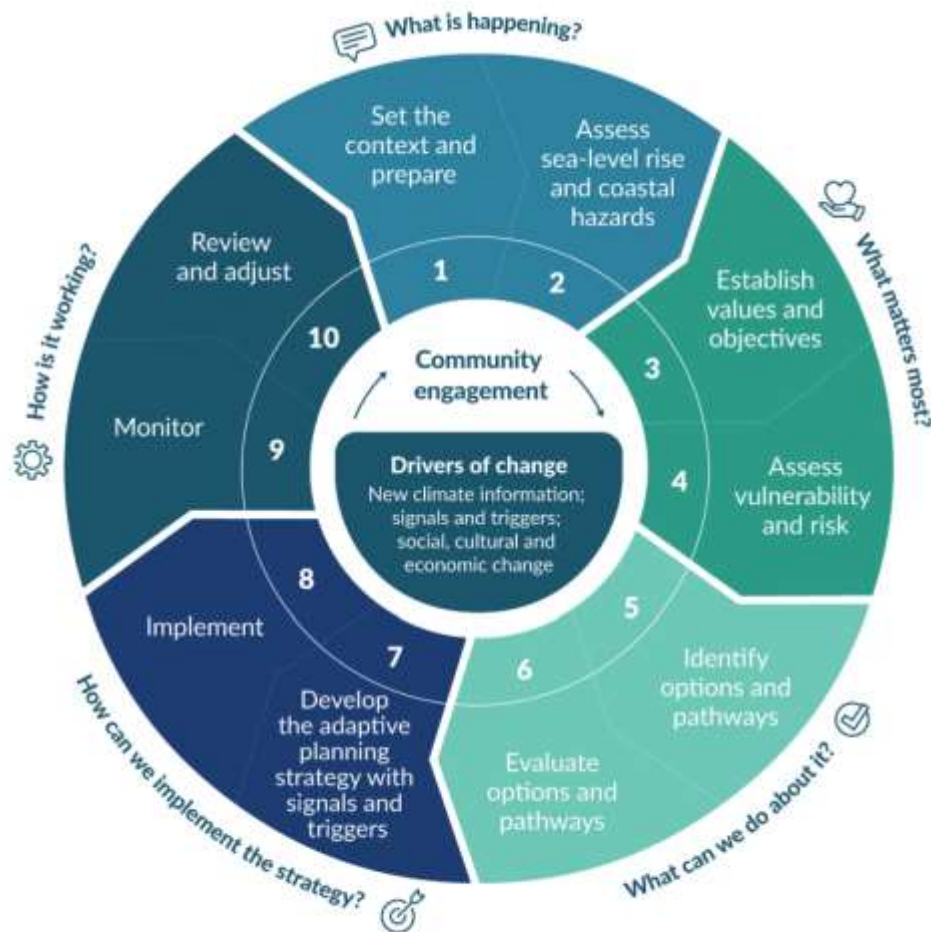 What is happening?
Set the
context and
prepare
1
Assess
sea-level rise
and coastal
hazards
2
What matters most?
Establish
values and
objectives
3
Assess
vulnerability
and risk
4
What can we do about it?
Identify
options and
pathways
5
Evaluate
options and
pathways
6
How can we implement the strategy?
Develop
the adaptive
planning
strategy with
signals and
triggers
7
Implement
8
How is it working?
Monitor
9
Review
and adjust
10
Community
engagement
Drivers of change
New climate information;
signals and triggers;
social, cultural and
economic change